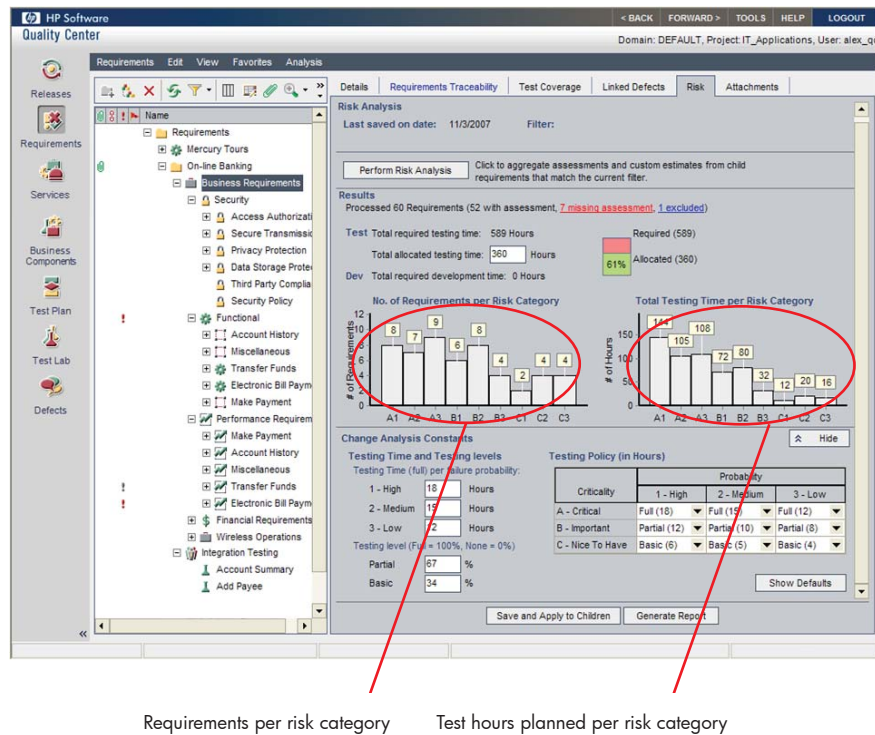 HP Software
< BACK FORWARD > TOOLS HELP LOGOUT
Quality Center
Domain: DEFAULT, Project: IT_Applications, User: alex_q
Requirements Edit View Favorites Analysis
Releases
Requirements
Services
Business
Components
Test Plan
Test Lab
Defects
«
Name
Requirements
Mercury Tours
On-line Banking
Business Requirements
Security
Access Authorizati
Secure Transmissio
Privacy Protection
Data Storage Prote
Third Party Complia
Security Policy
Functional
Account History
Miscellaneous
Transfer Funds
Electronic Bill Paym
Make Payment
Performance Requirem
Make Payment
Account History
Miscellaneous
Transfer Funds
Electronic Bill Paym
Financial Requirements
Wireless Operations
Integration Testing
Account Summary
Add Payee
Details Requirements Traceability Test Coverage Linked Defects Risk Attachments
Risk Analysis
Last saved on date: 11/3/2007 Filter:
Perform Risk Analysis
Click to aggregate assessments and custom estimates from child
requirements that match the current filter.
Results
Processed 60 Requirements (52 with assessment, 7 missing assessment, 1 excluded)
Test Total required testing time: 589 Hours
Total allocated testing time: 360 Hours
Dev Total required development time: 0 Hours
Required (589)
61% Allocated (360)
No. of Requirements per Risk Category
# of Requirements
12
10
8
6
4
2
0
8 7 9 6 8 4 2 4 4
A1 A2 A3 B1 B2 B3 C1 C2 C3
Total Testing Time per Risk Category
# of Hours
150
100
50
0
144 105 108 72 80 32 12 20 16
A1 A2 A3 B1 B2 B3 C1 C2 C3
Change Analysis Constants
Hide
Testing Time and Testing levels
Testing Time (full) per failure probability:
1 - High 18 Hours
2 - Medium 15 Hours
3 - Low 12 Hours
Testing level (Full = 100%, None = 0%)
Partial 67 %
Basic 34 %
Testing Policy (in Hours)
Probability
Criticality 1 - High 2 - Medium 3 - Low
A - Critical Full (18) Full (15) Full (12)
B - Important Partial (12) Partial (10) Partial (8)
C - Nice To Have Basic (6) Basic (5) Basic (4)
Show Defaults
Save and Apply to Children Generate Report
Requirements per risk category
Test hours planned per risk category